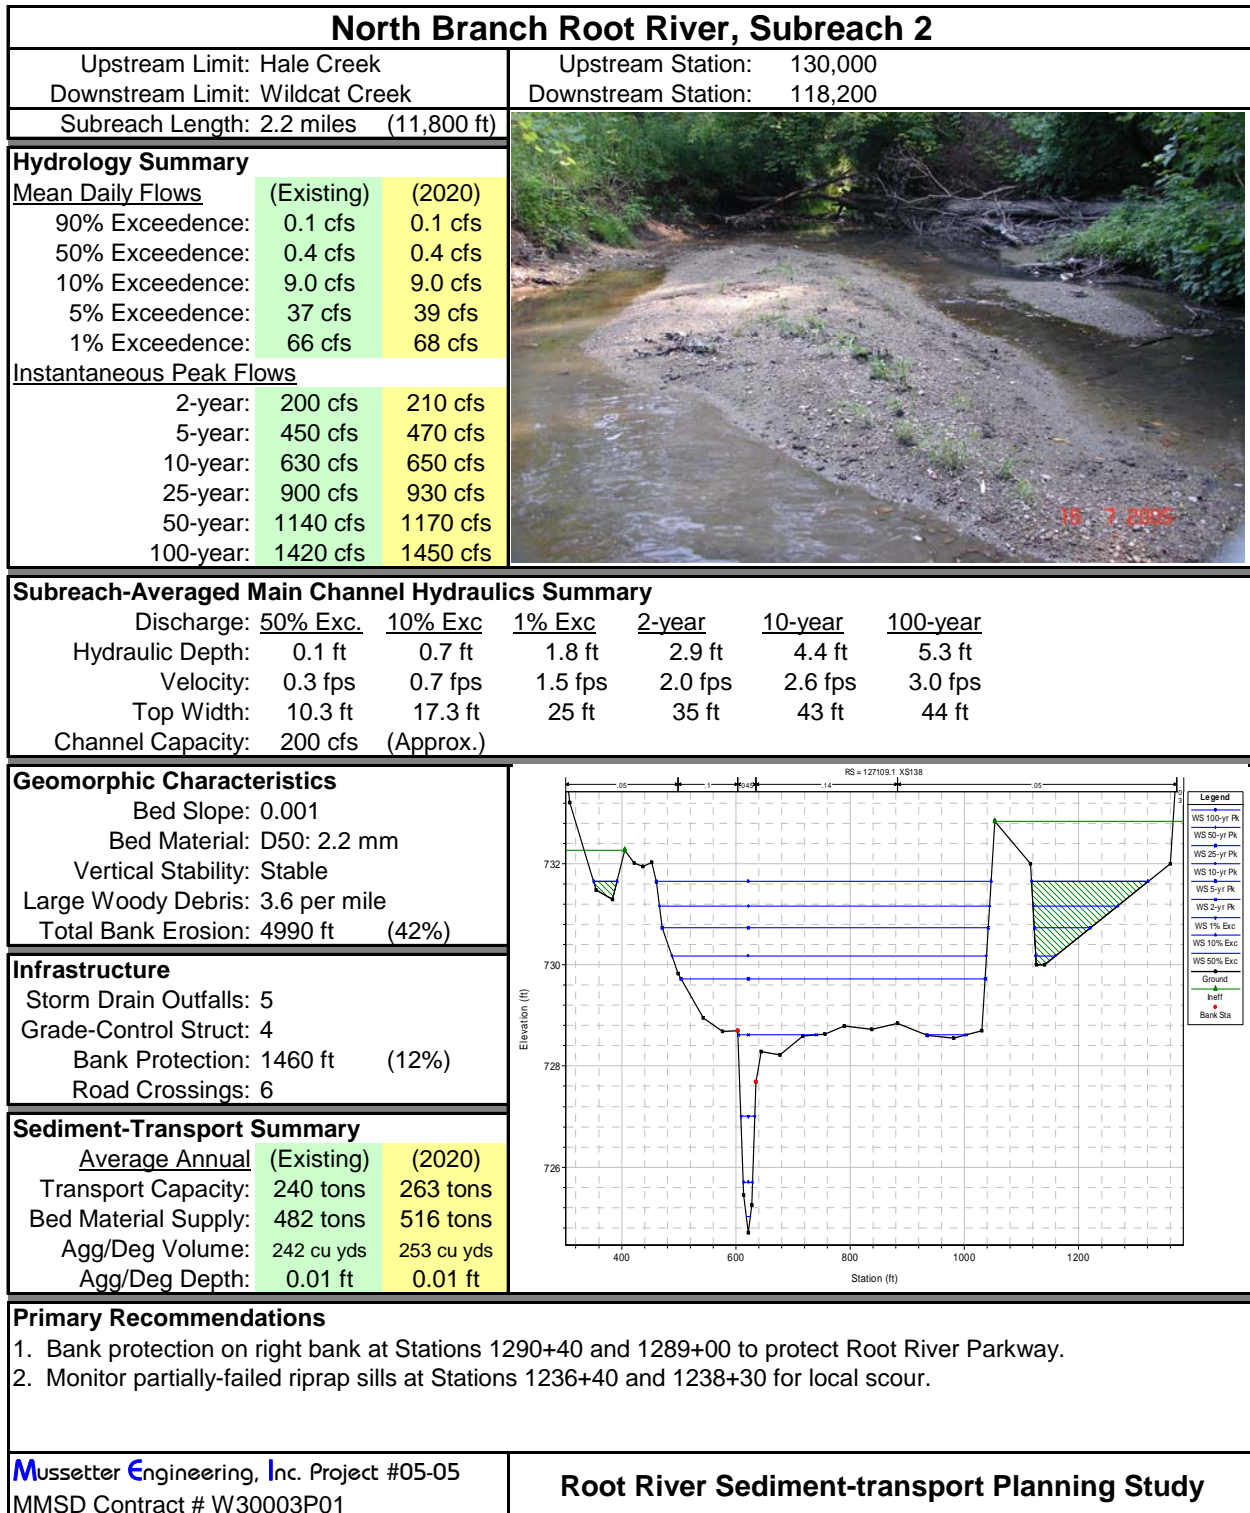 North Branch Root River, Subreach 2
Upstream Limit: Hale Creek
Downstream Limit: Wildcat Creek
Subreach Length: 2.2 miles (11,800 ft)
Upstream Station: 130,000
Downstream Station: 118,200
Hydrology Summary
Mean Daily Flows (Existing) (2020)
90% Exceedence: 0.1 cfs 0.1 cfs
50% Exceedence: 0.4 cfs 0.4 cfs
10% Exceedence: 9.0 cfs 9.0 cfs
5% Exceedence: 37 cfs 39 cfs
1% Exceedence: 66 cfs 68 cfs
Instantaneous Peak Flows
2-year: 200 cfs 210 cfs
5-year: 450 cfs 470 cfs
10-year: 630 cfs 650 cfs
25-year: 900 cfs 930 cfs
50-year: 1140 cfs 1170 cfs
100-year: 1420 cfs 1450 cfs
16 7 2005
Subreach-Averaged Main Channel Hydraulics Summary
Discharge: 50% Exc. 10% Exc 1% Exc 2-year 10-year 100-year
Hydraulic Depth: 0.1 ft 0.7 ft 1.8 ft 2.9 ft 4.4 ft 5.3 ft
Velocity: 0.3 fps 0.7 fps 1.5 fps 2.0 fps 2.6 fps 3.0 fps
Top Width: 10.3 ft 17.3 ft 25 ft 35 ft 43 ft 44 ft
Channel Capacity: 200 cfs (Approx.)
Geomorphic Characteristics
Bed Slope: 0.001
Bed Material: D50: 2.2 mm
Vertical Stability: Stable
Large Woody Debris: 3.6 per mile
Total Bank Erosion: 4990 ft (42%)
Infrastructure
Storm Drain Outfalls: 5
Grade-Control Struct: 4
Bank Protection: 1460 ft (12%)
Road Crossings: 6
Sediment-Transport Summary
Average Annual (Existing) (2020)
Transport Capacity: 240 tons 263 tons
Bed Material Supply: 482 tons 516 tons
Agg/Deg Volume: 242 cu yds 253 cu yds
Agg/Deg Depth: 0.01 ft 0.01 ft
RS = 127109.1 XS138
.05 .1 .045 .14 .05
732
730
728
726
Elevation (ft)
400 600 800 1000 1200
Station (ft)
Legend
WS 100-yr Pk
WS 50-yr Pk
WS 25-yr Pk
WS 10-yr Pk
WS 5-yr Pk
WS 2-yr Pk
WS 1% Exc
WS 10% Exc
WS 50% Exc
Ground
Ineff
Bank Sta
Primary Recommendations
1. Bank protection on right bank at Stations 1290+40 and 1289+00 to protect Root River Parkway.
2. Monitor partially-failed riprap sills at Stations 1236+40 and 1238+30 for local scour.
Mussetter Engineering, Inc. Project #05-05
MMSD Contract # W30003P01
Root River Sediment-transport Planning Study